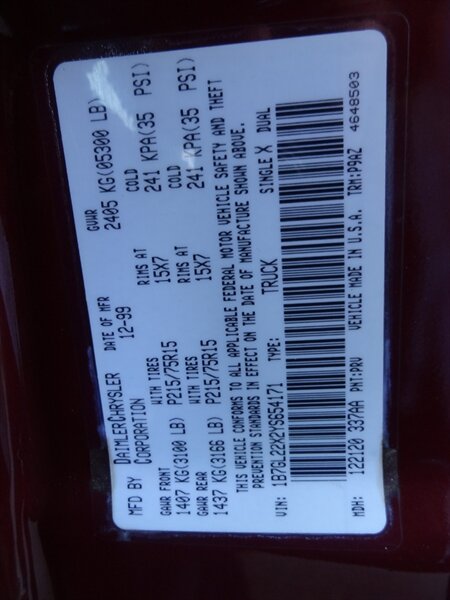 MFD BY DAIMLERCHRYSLER CORPORATION DATE OF MFR 12-99 GVWR 2405 KG(05300 LB)
GAWR FRONT WITH TIRES RIMS AT COLD
1407 KG(3100 LB) P215/75R15 15X7 241 KPA(35 PSI)
GAWR REAR WITH TIRES RIMS AT COLD
1437 KG(3166 LB) P215/75R15 15X7 241 KPA(35 PSI)
THIS VEHICLE CONFORMS TO ALL APPLICABLE FEDERAL MOTOR VEHICLE SAFETY AND THEFT
PREVENTION STANDARDS IN EFFECT ON THE DATE OF MANUFACTURE SHOWN ABOVE.
VIN: 1B7GL22X2YS654171 TYPE: TRUCK SINGLE X DUAL
MDH: 122120 337AA PNT:PRV VEHICLE MADE IN U.S.A. TRM:P9AZ 4648503